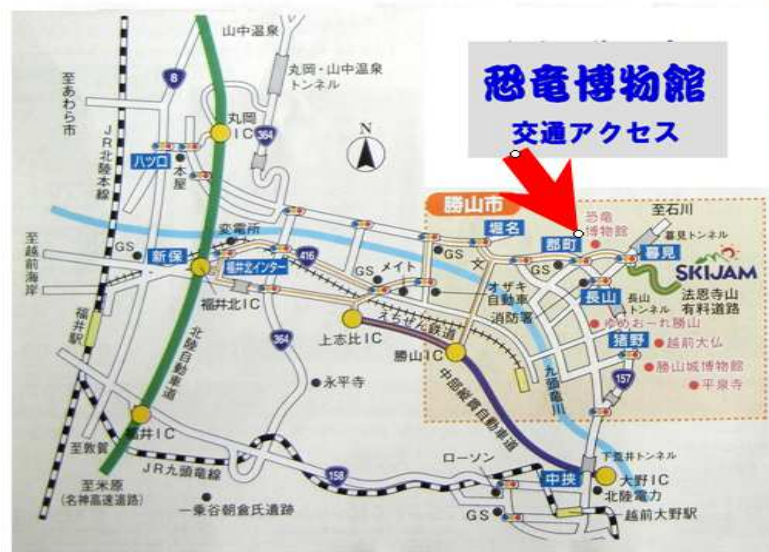 恐竜博物館
交通アクセス
山中温泉
8
至あわら市
丸岡・山中温泉
トンネル
丸岡
IC
364
JR北陸本線
八ツ口
本屋
N
勝山市
変電所
堀名
恐竜
博物館
至石川
郡町
暮見トンネル
暮見
至越前海岸
GS
新保
福井北インター
416
GS
メイト
GS
GS
SKIJAM
オザキ
自動車
長山
長山
トンネル
法恩寺山
有料道路
福井北IC
消防署
ゆめおーれ勝山
福井駅
北陸自動車道
えちぜん鉄道
上志比IC
猪野
越前大仏
364
勝山IC
九頭竜川
157
勝山城博物館
永平寺
中部縦貫自動車道
平泉寺
福井IC
至敦賀
ローソン
下荒井トンネル
JR九頭竜線
158
中挾
大野IC
至米原
(名神高速道路)
北陸電力
一乗谷朝倉氏遺跡
GS
越前大野駅